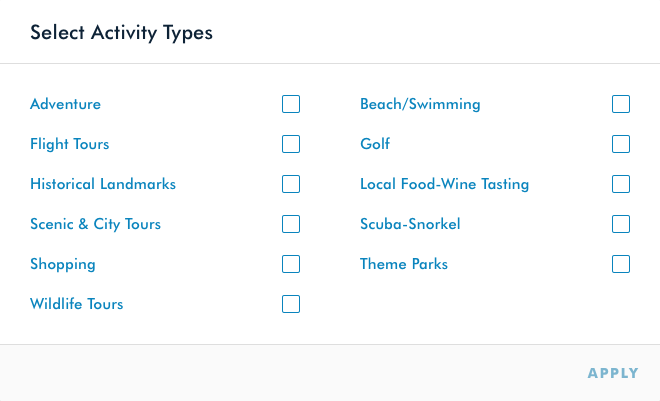 Select Activity Types
Adventure
Beach/Swimming
Flight Tours
Golf
Historical Landmarks
Local Food-Wine Tasting
Scenic & City Tours
Scuba-Snorkel
Shopping
Theme Parks
Wildlife Tours
APPLY